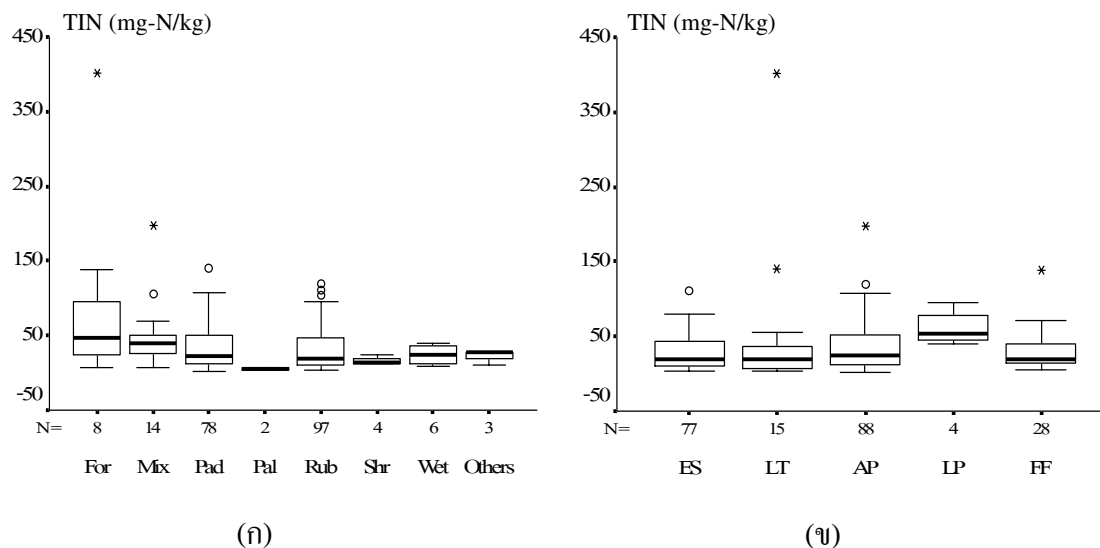 TIN (mg-N/kg)
450
350
250
150
50
-50
N= 8 14 78 2 97 4 6 3
For Mix Pad Pal Rub Shr Wet Others
(ก)
TIN (mg-N/kg)
450
350
250
150
50
-50
N= 77 15 88 4 28
ES LT AP LP FF
(ข)